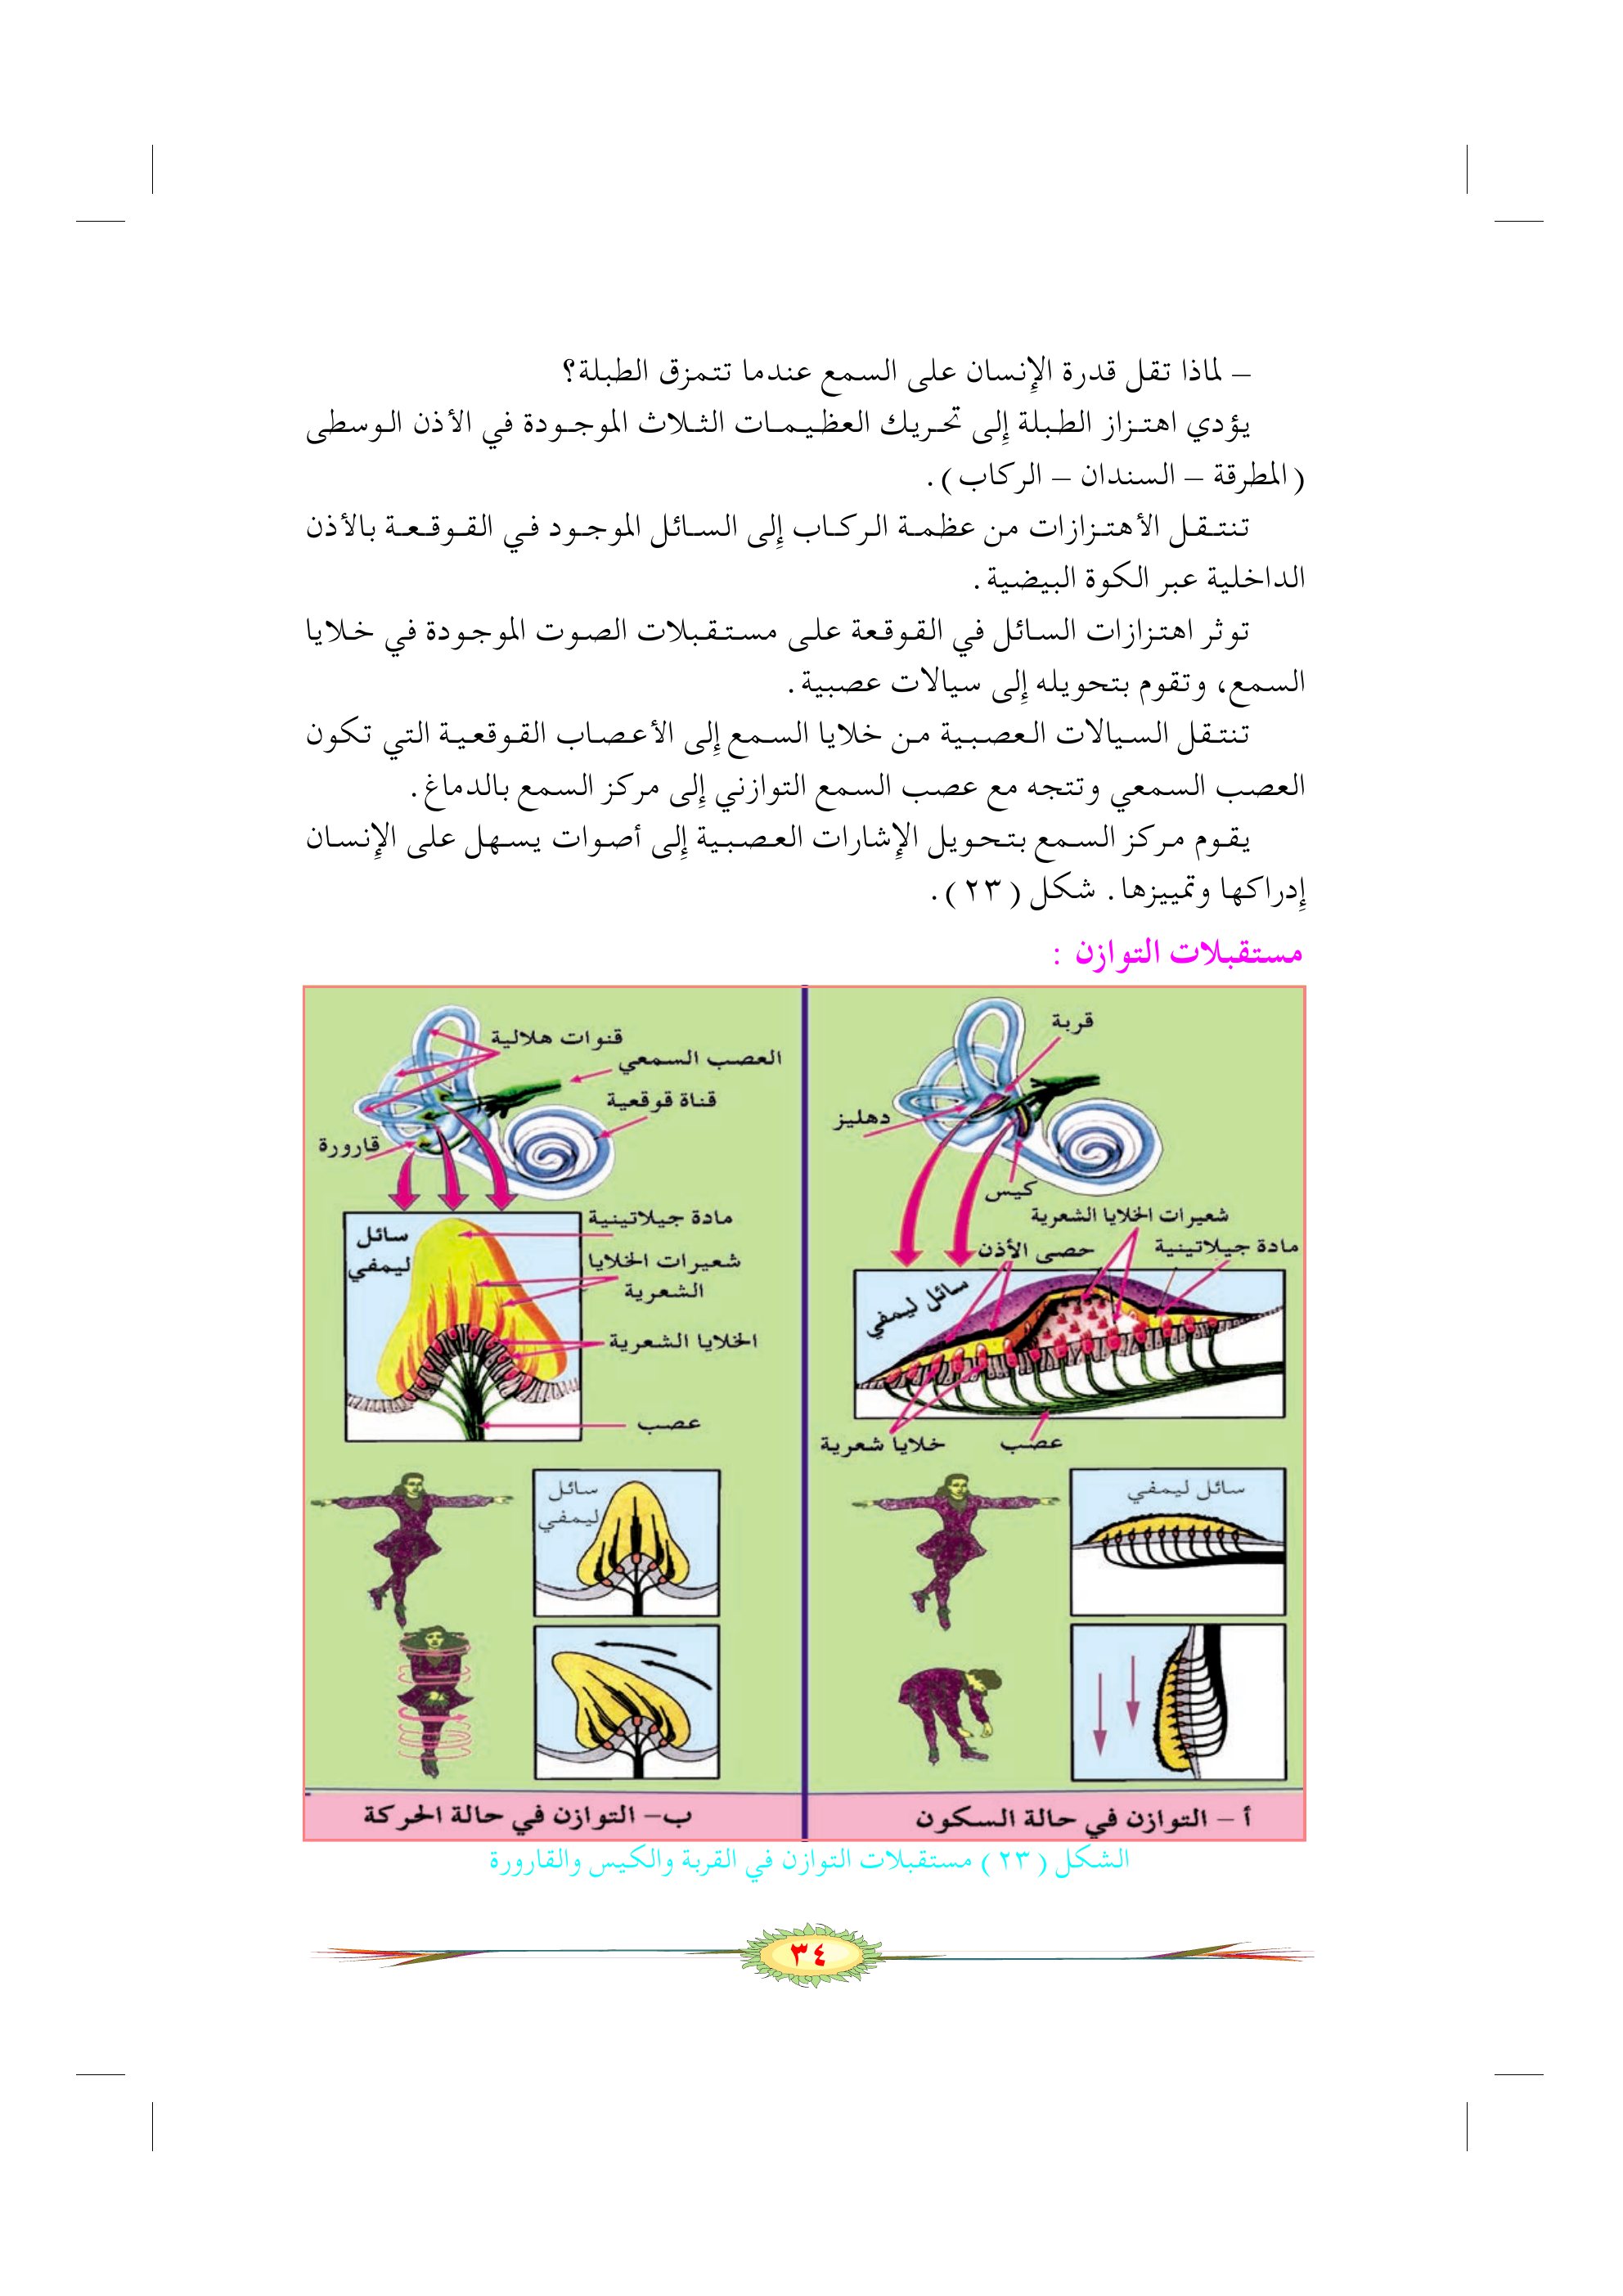 – لماذا تقل قدرة الإنسان على السمع عندما تتمزق الطبلة؟
يؤدي اهتزاز الطبلة إلى تحريك العظيمات الثلاث الموجودة في الأذن الوسطى
(المطرقة – السندان – الركاب).
تنتقل الأهتزازات من عظمة الركاب إلى السائل الموجود في القوقعة بالأذن
الداخلية عبر الكوة البيضية.
توثر اهتزازات السائل في القوقعة على مستقبلات الصوت الموجودة في خلايا
السمع، وتقوم بتحويله إلى سيالات عصبية.
تنتقل السيالات العصبية من خلايا السمع إلى الأعصاب القوقعية التي تكون
العصب السمعي وتتجه مع عصب السمع التوازني إلى مركز السمع بالدماغ.
يقوم مركز السمع بتحويل الإشارات العصبية إلى أصوات يسهل على الإنسان
إدراكها وتمييزها. شكل (٢٣).
مستقبلات التوازن :
قربة
دهليز
كيس
شعيرات الخلايا الشعرية
حصى الأذن
مادة جيلاتينية
سائل ليمفي
خلايا شعرية
عصب
سائل ليمفي
أ – التوازن في حالة السكون
قنوات هلالية
العصب السمعي
قناة قوقعية
قارورة
مادة جيلاتينية
سائل
ليمفي
شعيرات الخلايا
الشعرية
الخلايا الشعرية
عصب
سائل
ليمفي
ب– التوازن في حالة الحركة
الشكل (٢٣) مستقبلات التوازن في القربة والكيس والقارورة
٣٤